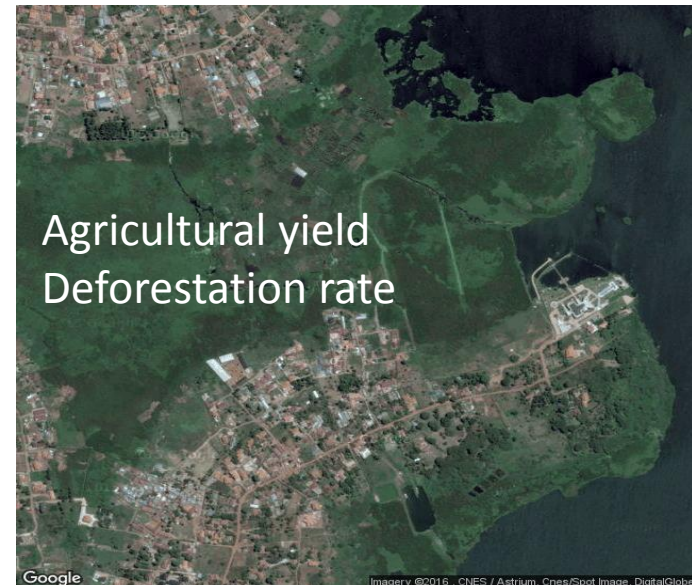 Agricultural yield
Deforestation rate
Google
Imagery ©2016 , CNES / Astrium, Cnes/Spot Image, DigitalGlobe